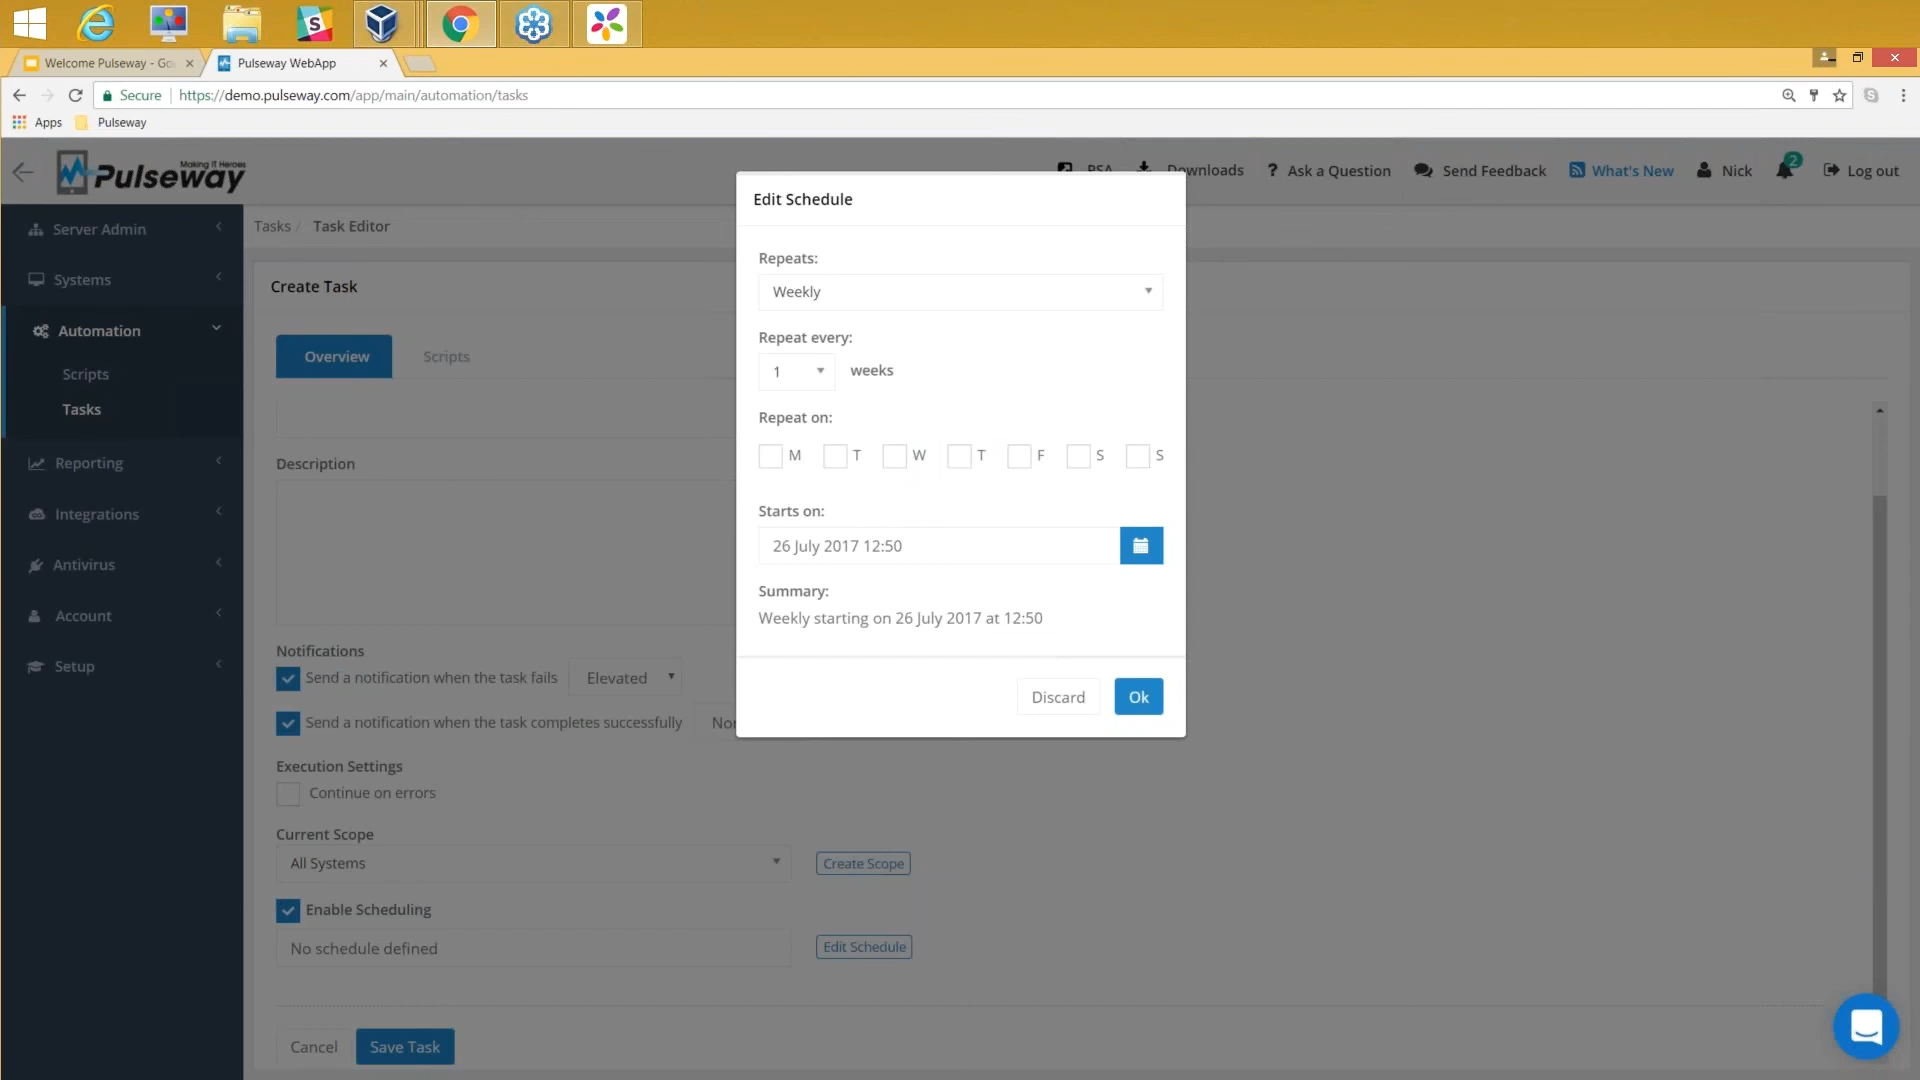 Welcome Pulseway - Go
Pulseway WebApp
Secure
https://demo.pulseway.com/app/main/automation/tasks
Apps
Pulseway
Making IT Heroes
Pulseway
PSA
Downloads
? Ask a Question
Send Feedback
What's New
Nick
2
Log out
Server Admin
Systems
Automation
Scripts
Tasks
Reporting
Integrations
Antivirus
Account
Setup
Tasks / Task Editor
Create Task
Overview
Scripts
Description
Notifications
Send a notification when the task fails
Elevated
Send a notification when the task completes successfully
Nor
Execution Settings
Continue on errors
Current Scope
All Systems
Create Scope
Enable Scheduling
No schedule defined
Edit Schedule
Cancel
Save Task
Edit Schedule
Repeats:
Weekly
Repeat every:
1 weeks
Repeat on:
M T W T F S S
Starts on:
26 July 2017 12:50
Summary:
Weekly starting on 26 July 2017 at 12:50
Discard
Ok